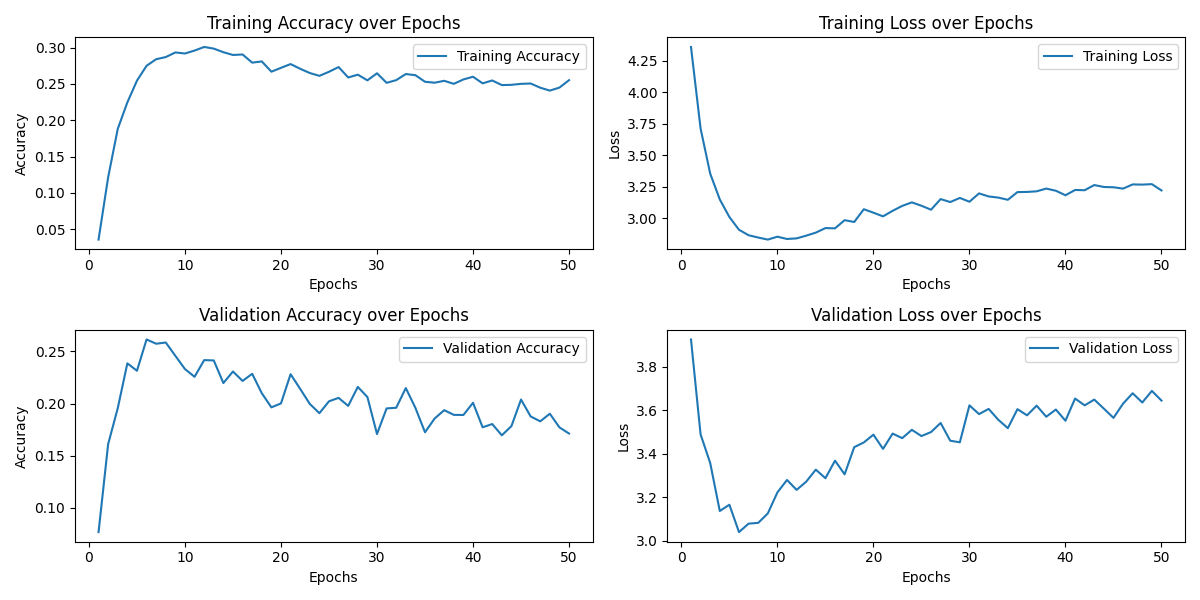 Training Accuracy over Epochs
Training Accuracy
0.30
0.25
0.20
0.15
0.10
0.05
Accuracy
0 10 20 30 40 50
Epochs
Training Loss over Epochs
Training Loss
4.25
4.00
3.75
3.50
3.25
3.00
Loss
0 10 20 30 40 50
Epochs
Validation Accuracy over Epochs
Validation Accuracy
0.25
0.20
0.15
0.10
Accuracy
0 10 20 30 40 50
Epochs
Validation Loss over Epochs
Validation Loss
3.8
3.6
3.4
3.2
3.0
Loss
0 10 20 30 40 50
Epochs